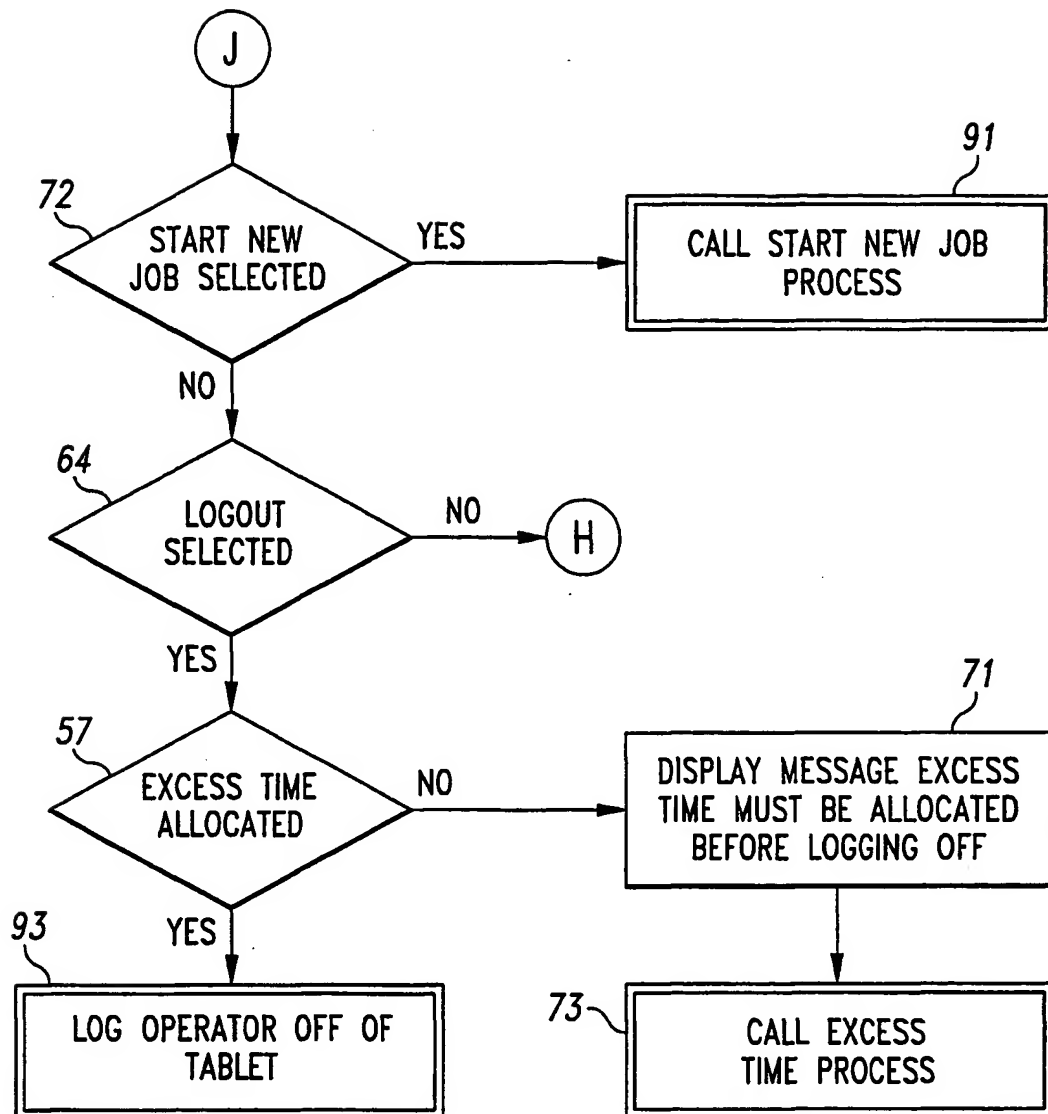 J
72
START NEW
JOB SELECTED
YES
91
CALL START NEW JOB
PROCESS
NO
64
LOGOUT
SELECTED
NO
H
YES
57
EXCESS TIME
ALLOCATED
NO
71
DISPLAY MESSAGE EXCESS
TIME MUST BE ALLOCATED
BEFORE LOGGING OFF
YES
93
LOG OPERATOR OFF OF
TABLET
73
CALL EXCESS
TIME PROCESS